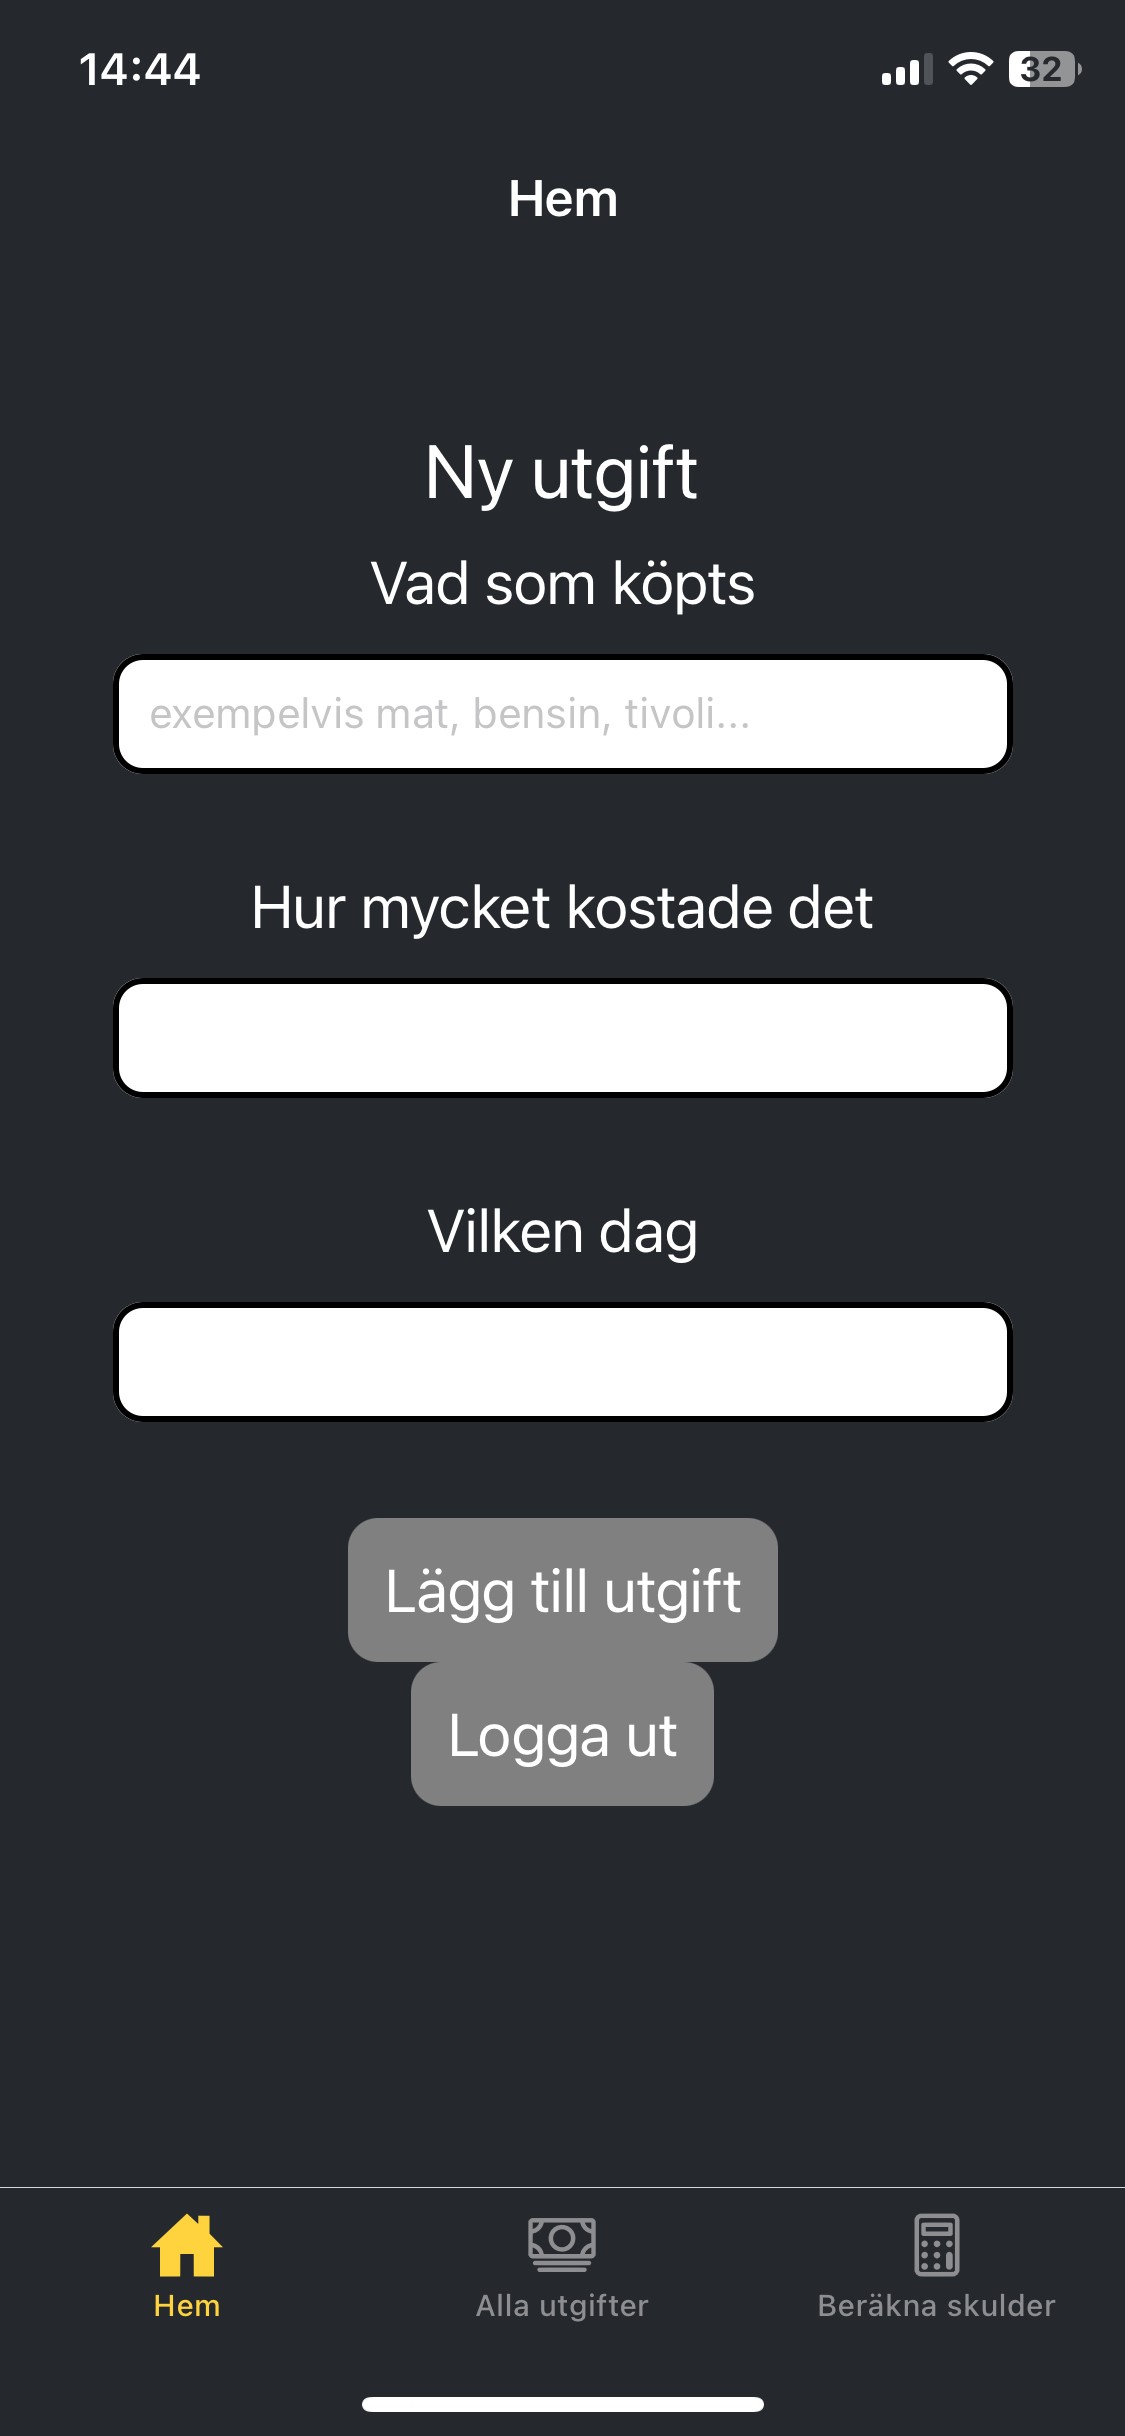 14:44
32
Hem
Ny utgift
Vad som köpts
exempelvis mat, bensin, tivoli...
Hur mycket kostade det
Vilken dag
Lägg till utgift
Logga ut
Hem
Alla utgifter
Beräkna skulder